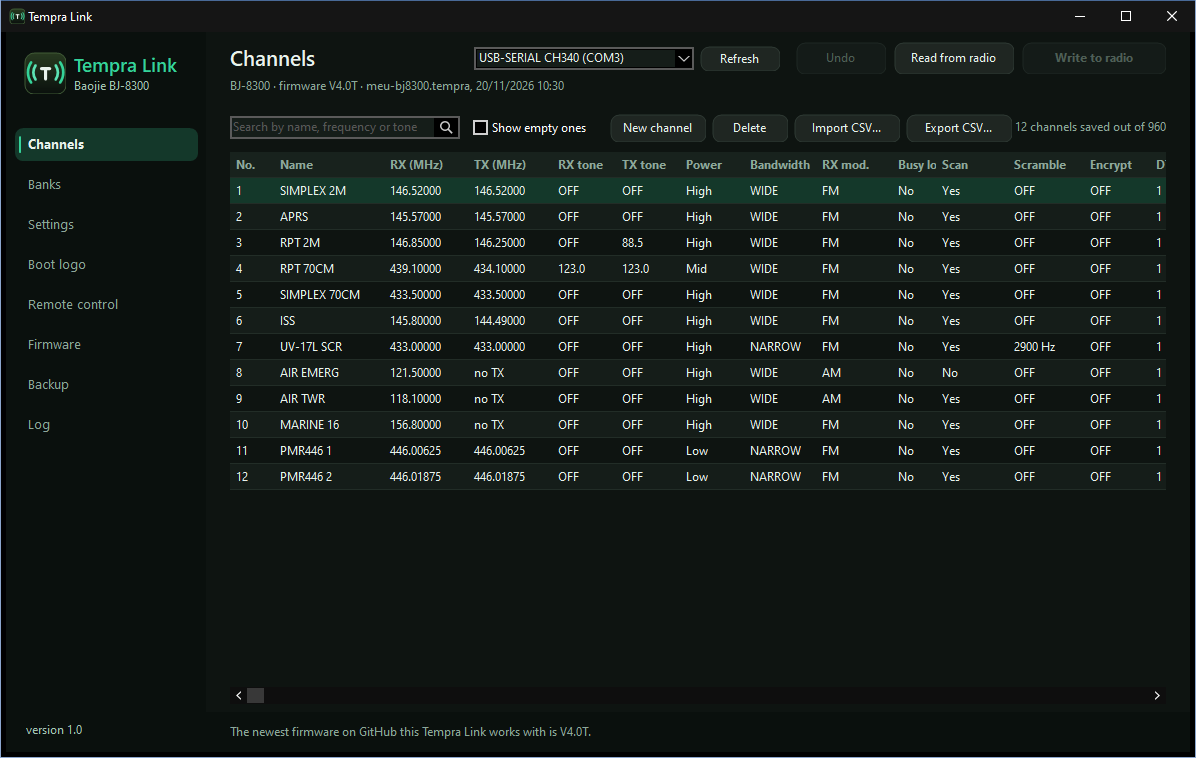 Tempra Link
Tempra Link
Baojie BJ-8300
Channels
Banks
Settings
Boot logo
Remote control
Firmware
Backup
Log
version 1.0
Channels
USB-SERIAL CH340 (COM3)
Refresh
Undo
Read from radio
Write to radio
BJ-8300 · firmware V4.0T · meu-bj8300.tempra, 20/11/2026 10:30
Search by name, frequency or tone
Show empty ones
New channel
Delete
Import CSV...
Export CSV...
12 channels saved out of 960
No. Name RX (MHz) TX (MHz) RX tone TX tone Power Bandwidth RX mod. Busy lo Scan Scramble Encrypt
1 SIMPLEX 2M 146.52000 146.52000 OFF OFF High WIDE FM No Yes OFF OFF 1
2 APRS 145.57000 145.57000 OFF OFF High WIDE FM No Yes OFF OFF 1
3 RPT 2M 146.85000 146.25000 OFF 88.5 High WIDE FM No Yes OFF OFF 1
4 RPT 70CM 439.10000 434.10000 123.0 123.0 Mid WIDE FM No Yes OFF OFF 1
5 SIMPLEX 70CM 433.50000 433.50000 OFF OFF High WIDE FM No Yes OFF OFF 1
6 ISS 145.80000 144.49000 OFF OFF High WIDE FM No Yes OFF OFF 1
7 UV-17L SCR 433.00000 433.00000 OFF OFF High NARROW FM No Yes 2900 Hz OFF 1
8 AIR EMERG 121.50000 no TX OFF OFF High WIDE AM No No OFF OFF 1
9 AIR TWR 118.10000 no TX OFF OFF High WIDE AM No Yes OFF OFF 1
10 MARINE 16 156.80000 no TX OFF OFF High WIDE FM No Yes OFF OFF 1
11 PMR446 1 446.00625 446.00625 OFF OFF Low NARROW FM No Yes OFF OFF 1
12 PMR446 2 446.01875 446.01875 OFF OFF Low NARROW FM No Yes OFF OFF 1
The newest firmware on GitHub this Tempra Link works with is V4.0T.